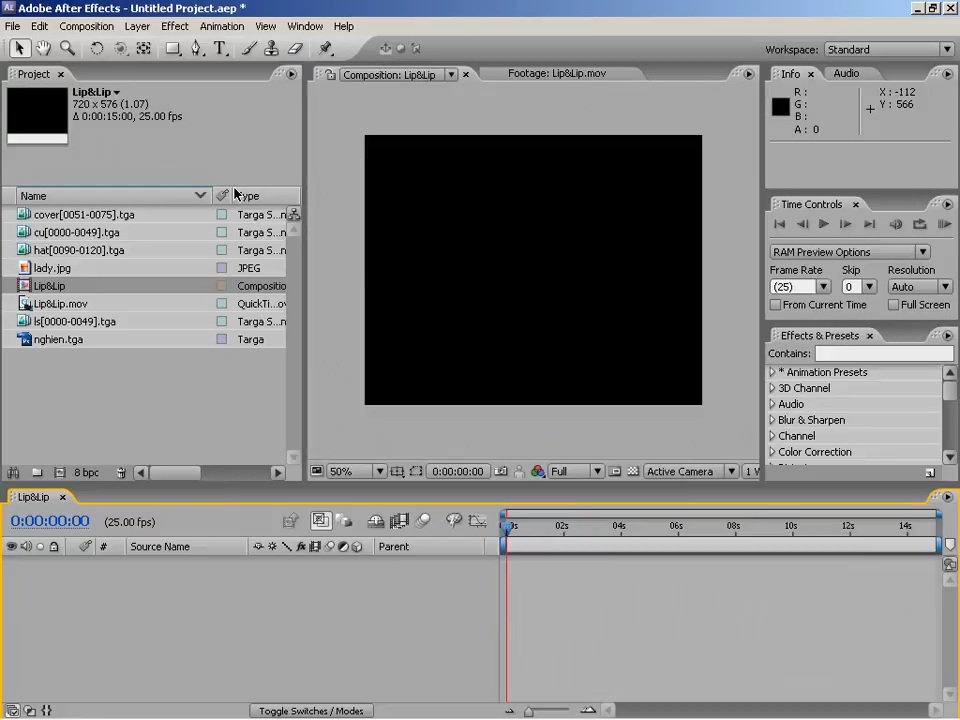 Adobe After Effects - Untitled Project.aep *
File Edit Composition Layer Effect Animation View Window Help
Workspace: Standard
Project
Lip&Lip
720 x 576 (1.07)
Δ 0:00:15:00, 25.00 fps
Name Type
cover[0051-0075].tga Targa S...n
cu[0000-0049].tga Targa S...n
hat[0090-0120].tga Targa S...n
lady.jpg JPEG
Lip&Lip Compositio
Lip&Lip.mov QuickTi...ov
ls[0000-0049].tga Targa S...n
nghien.tga Targa
8 bpc
Composition: Lip&Lip Footage: Lip&Lip.mov
50% 0:00:00:00 Full Active Camera 1 V
Info Audio
R : X : -112
G : Y : 566
B :
A : 0
Time Controls
RAM Preview Options
Frame Rate Skip Resolution
(25) 0 Auto
From Current Time Full Screen
Effects & Presets
Contains:
* Animation Presets
3D Channel
Audio
Blur & Sharpen
Channel
Color Correction
Lip&Lip
0:00:00:00 (25.00 fps)
0s 02s 04s 06s 08s 10s 12s 14s
# Source Name Parent
Toggle Switches / Modes